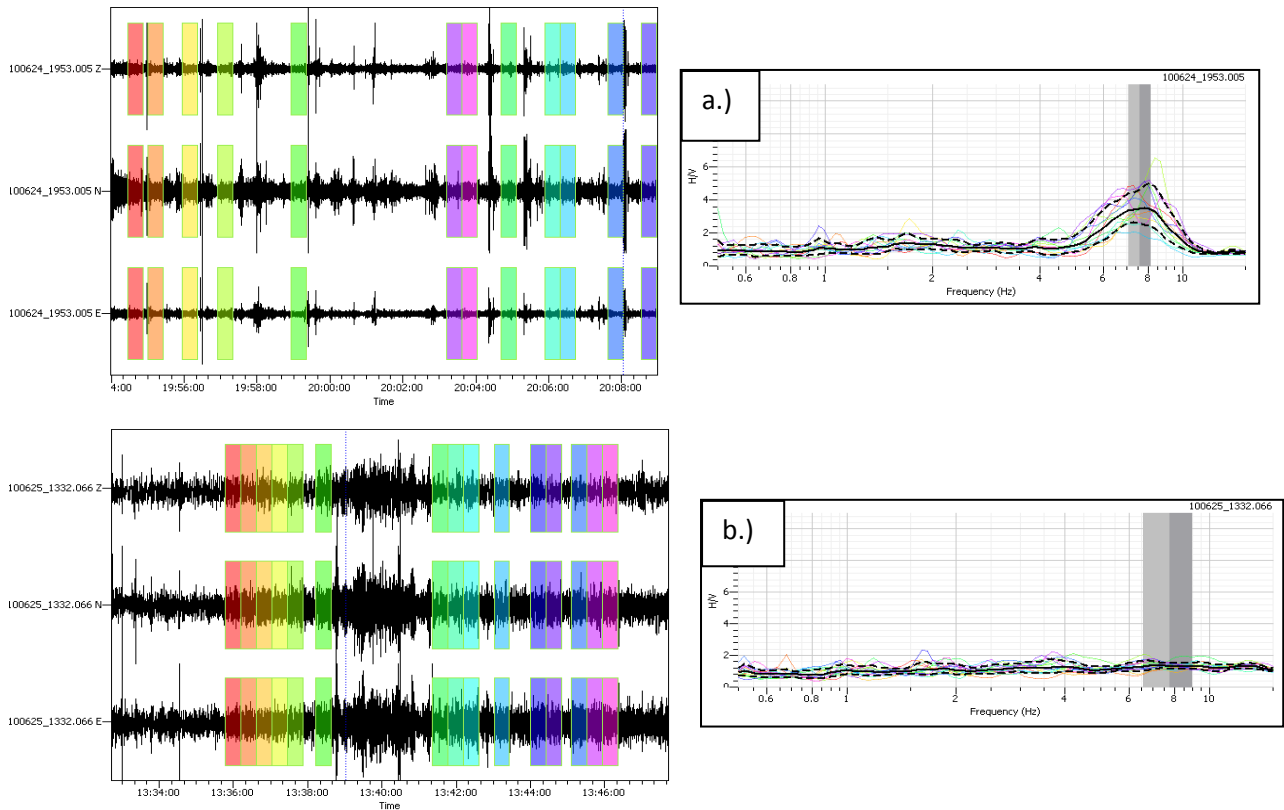 100624_1953.005 Z
100624_1953.005 N
100624_1953.005 E
4:00 19:56:00 19:58:00 20:00:00 20:02:00 20:04:00 20:06:00 20:08:00
Time
a.)
100624_1953.005
H/V
6
4
2
0
0.6 0.8 1 2 4 6 8 10
Frequency (Hz)
100625_1332.066 Z
100625_1332.066 N
100625_1332.066 E
13:34:00 13:36:00 13:38:00 13:40:00 13:42:00 13:44:00 13:46:00
Time
b.)
100625_1332.066
H/V
6
4
2
0
0.6 0.8 1 2 4 6 8 10
Frequency (Hz)